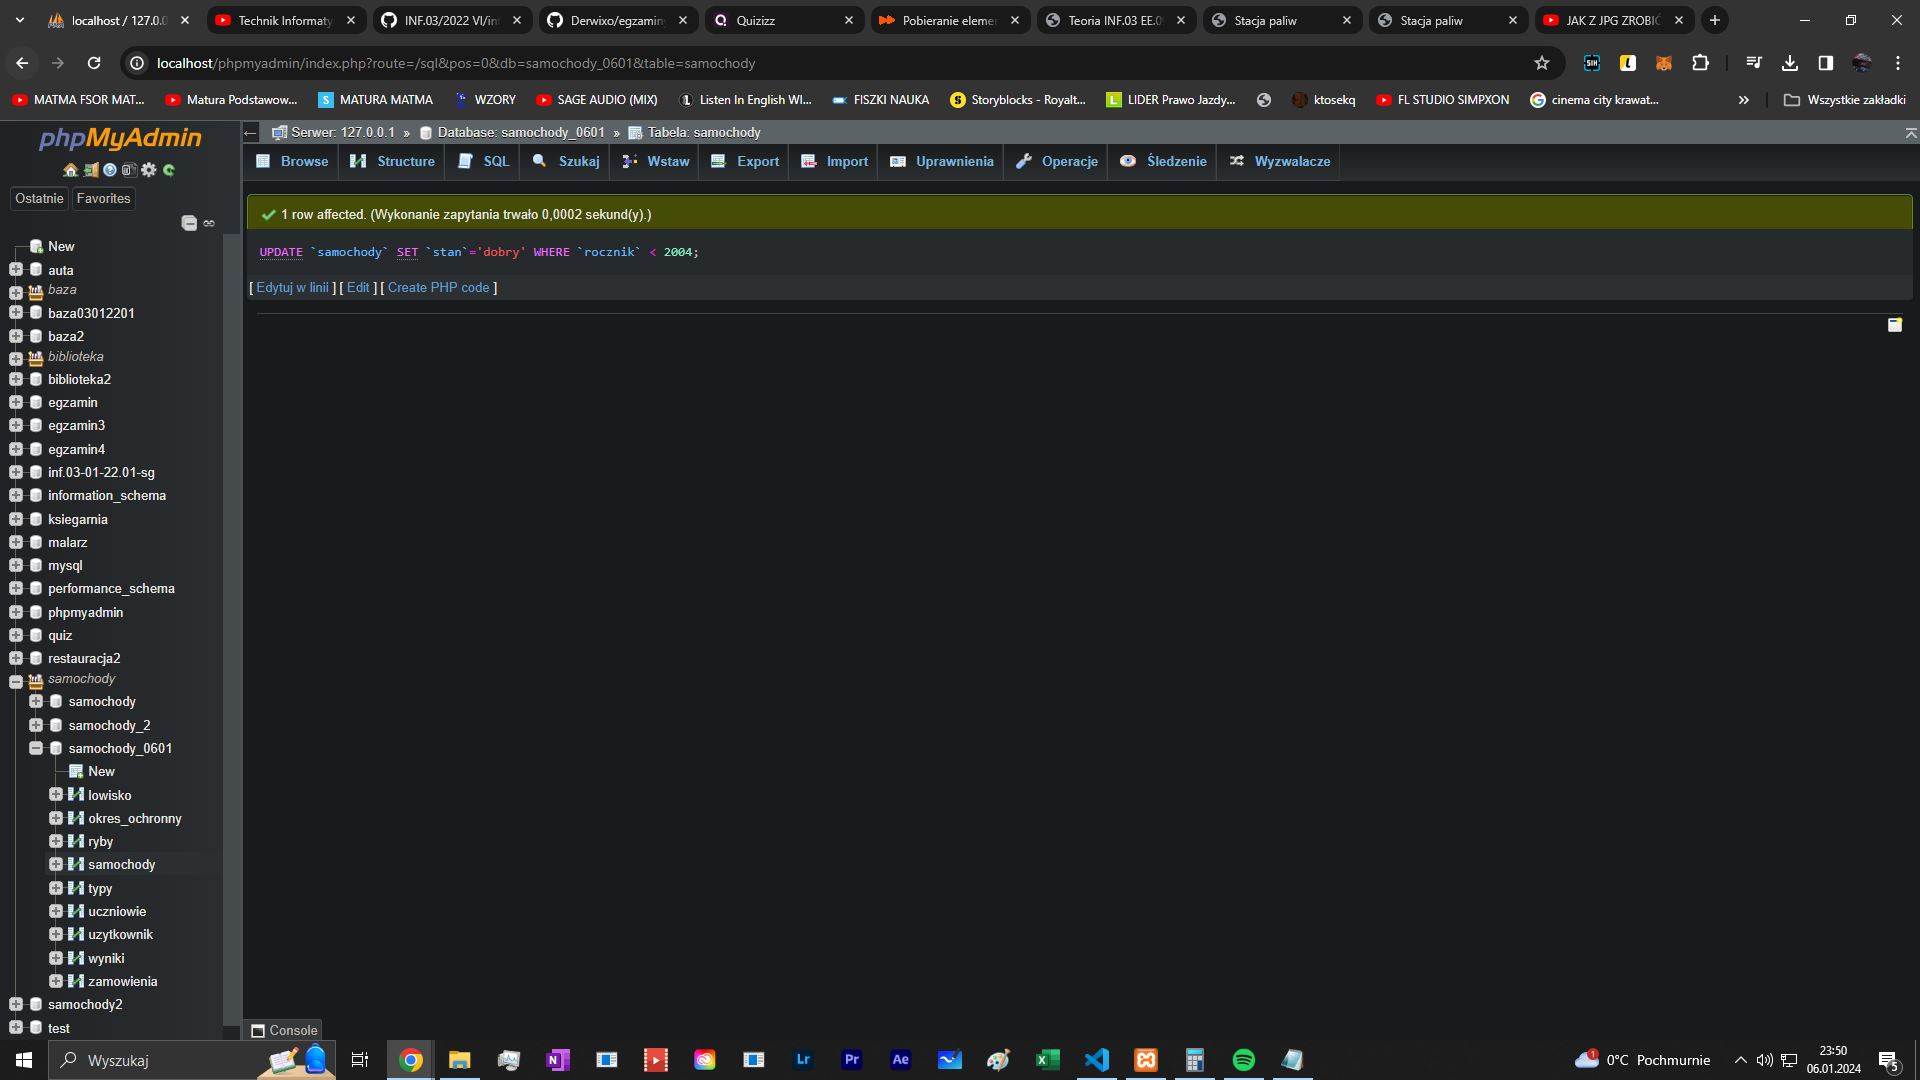 localhost / 127.0.0
Technik Informaty
INF.03/2022 VI/in
Derwixo/egzamin
Quizizz
Pobieranie elemen
Teoria INF.03 EE.0
Stacja paliw
Stacja paliw
JAK Z JPG ZROBIĆ
localhost/phpmyadmin/index.php?route=/sql&pos=0&db=samochody_0601&table=samochody
MATMA FSOR MAT...
Matura Podstawow...
MATURA MATMA
WZORY
SAGE AUDIO (MIX)
Listen In English WI...
FISZKI NAUKA
Storyblocks - Royalt...
LIDER Prawo Jazdy...
ktosekq
FL STUDIO SIMPXON
cinema city krawat...
Wszystkie zakładki
phpMyAdmin
Ostatnie
Favorites
New
auta
baza
baza03012201
baza2
biblioteka
biblioteka2
egzamin
egzamin3
egzamin4
inf.03-01-22.01-sg
information_schema
ksiegarnia
malarz
mysql
performance_schema
phpmyadmin
quiz
restauracja2
samochody
samochody
samochody_2
samochody_0601
New
lowisko
okres_ochronny
ryby
samochody
typy
uczniowie
uzytkownik
wyniki
zamowienia
samochody2
test
Serwer: 127.0.0.1 » Database: samochody_0601 » Tabela: samochody
Browse
Structure
SQL
Szukaj
Wstaw
Export
Import
Uprawnienia
Operacje
Śledzenie
Wyzwalacze
1 row affected. (Wykonanie zapytania trwało 0,0002 sekund(y).)
UPDATE `samochody` SET `stan`='dobry' WHERE `rocznik` < 2004;
[ Edytuj w linii ] [ Edit ] [ Create PHP code ]
Console
Wyszukaj
Lr
Pr
Ae
1
0°C Pochmurnie
23:50
06.01.2024
5